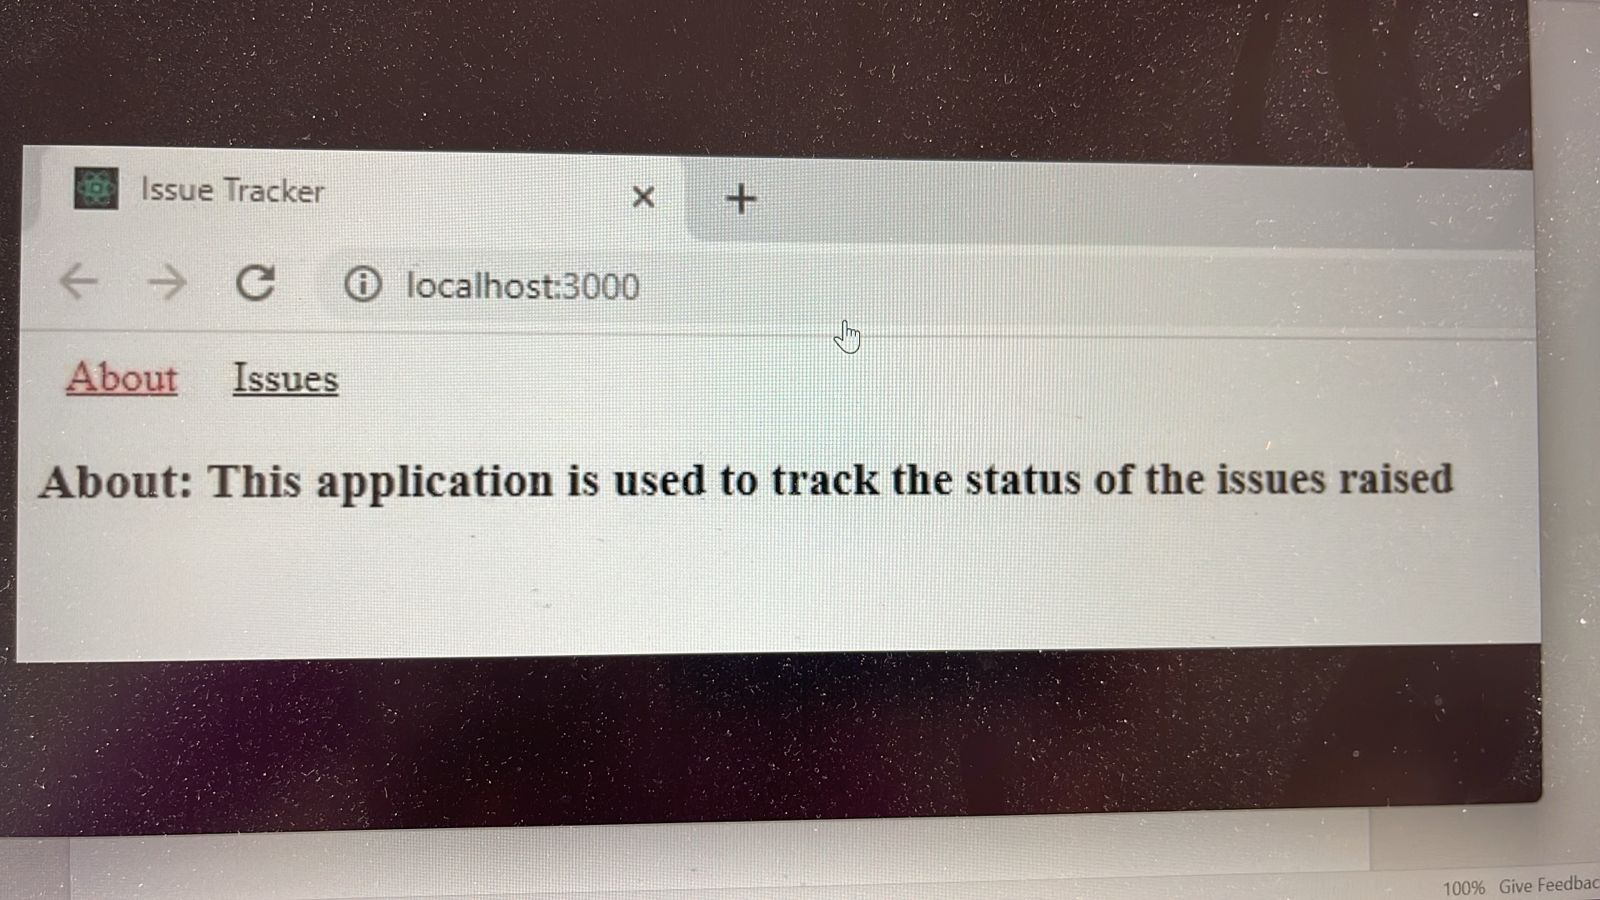 Issue Tracker
localhost:3000
About Issues
About: This application is used to track the status of the issues raised
100% Give Feedbac